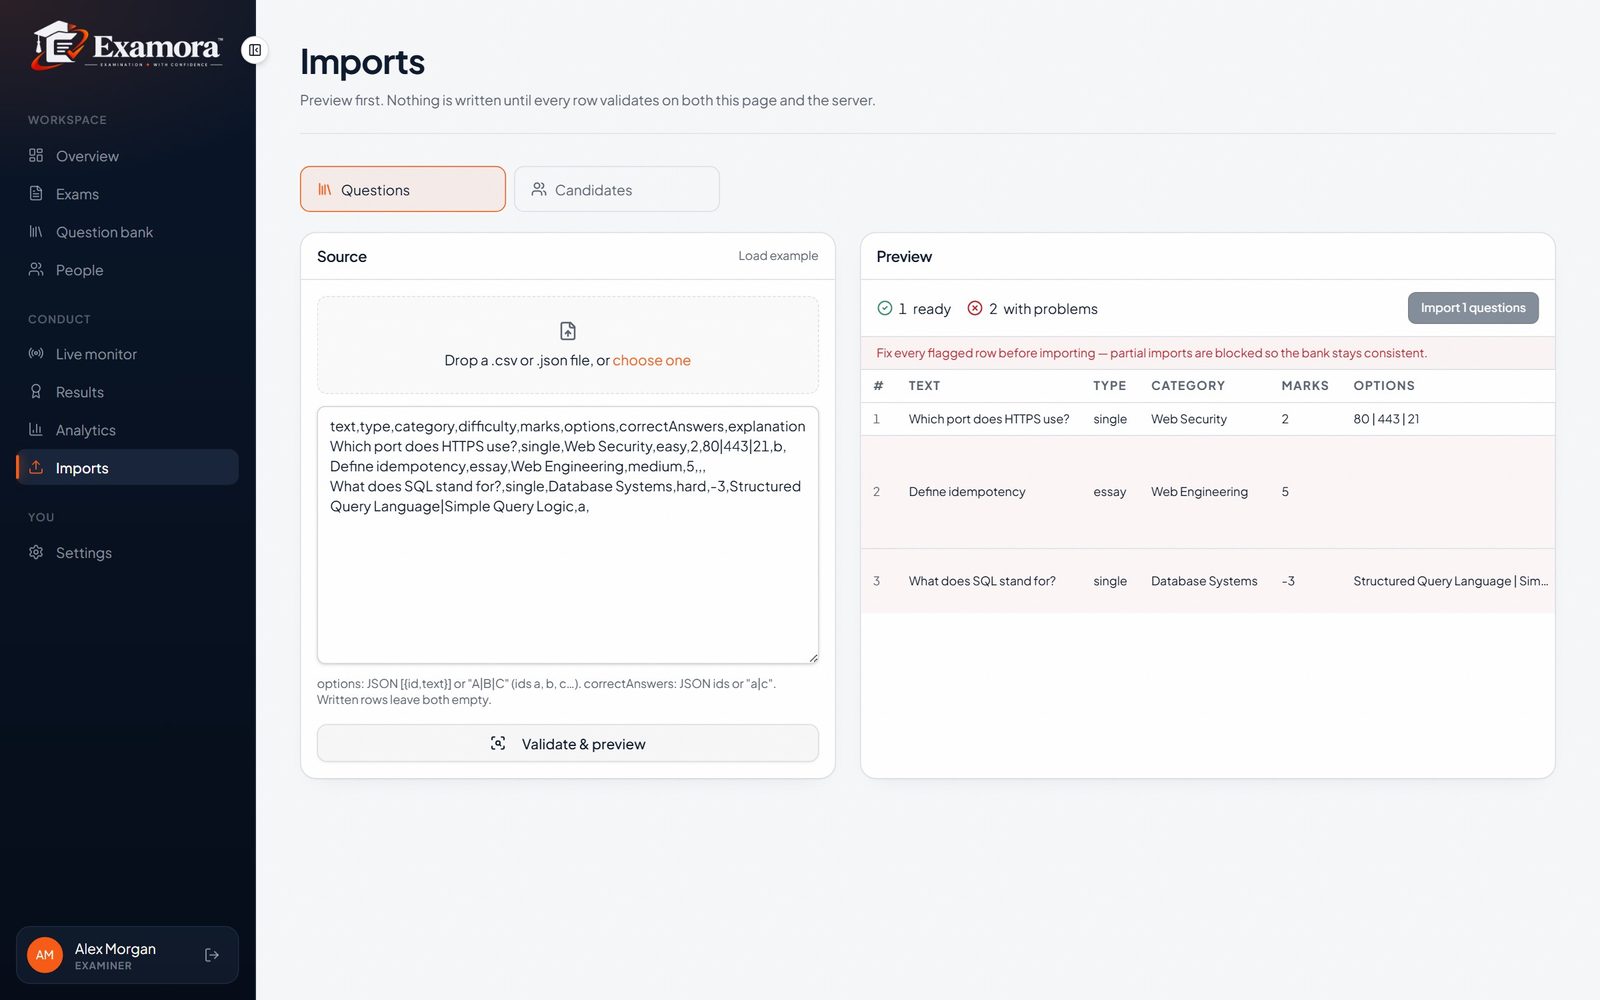 Examora™
EXAMINATION • WITH CONFIDENCE
WORKSPACE
Overview
Exams
Question bank
People
CONDUCT
Live monitor
Results
Analytics
Imports
YOU
Settings
AM
Alex Morgan
EXAMINER
Imports
Preview first. Nothing is written until every row validates on both this page and the server.
Questions
Candidates
Source
Load example
Drop a .csv or .json file, or choose one
text,type,category,difficulty,marks,options,correctAnswers,explanation
Which port does HTTPS use?,single,Web Security,easy,2,80|443|21,b,
Define idempotency,essay,Web Engineering,medium,5,,,
What does SQL stand for?,single,Database Systems,hard,-3,Structured
Query Language|Simple Query Logic,a,
options: JSON [{id,text}] or "A|B|C" (ids a, b, c…). correctAnswers: JSON ids or "a|c".
Written rows leave both empty.
Validate & preview
Preview
1 ready 2 with problems
Import 1 questions
Fix every flagged row before importing — partial imports are blocked so the bank stays consistent.
# TEXT TYPE CATEGORY MARKS OPTIONS
1 Which port does HTTPS use? single Web Security 2 80 | 443 | 21
2 Define idempotency essay Web Engineering 5
3 What does SQL stand for? single Database Systems -3 Structured Query Language | Sim…